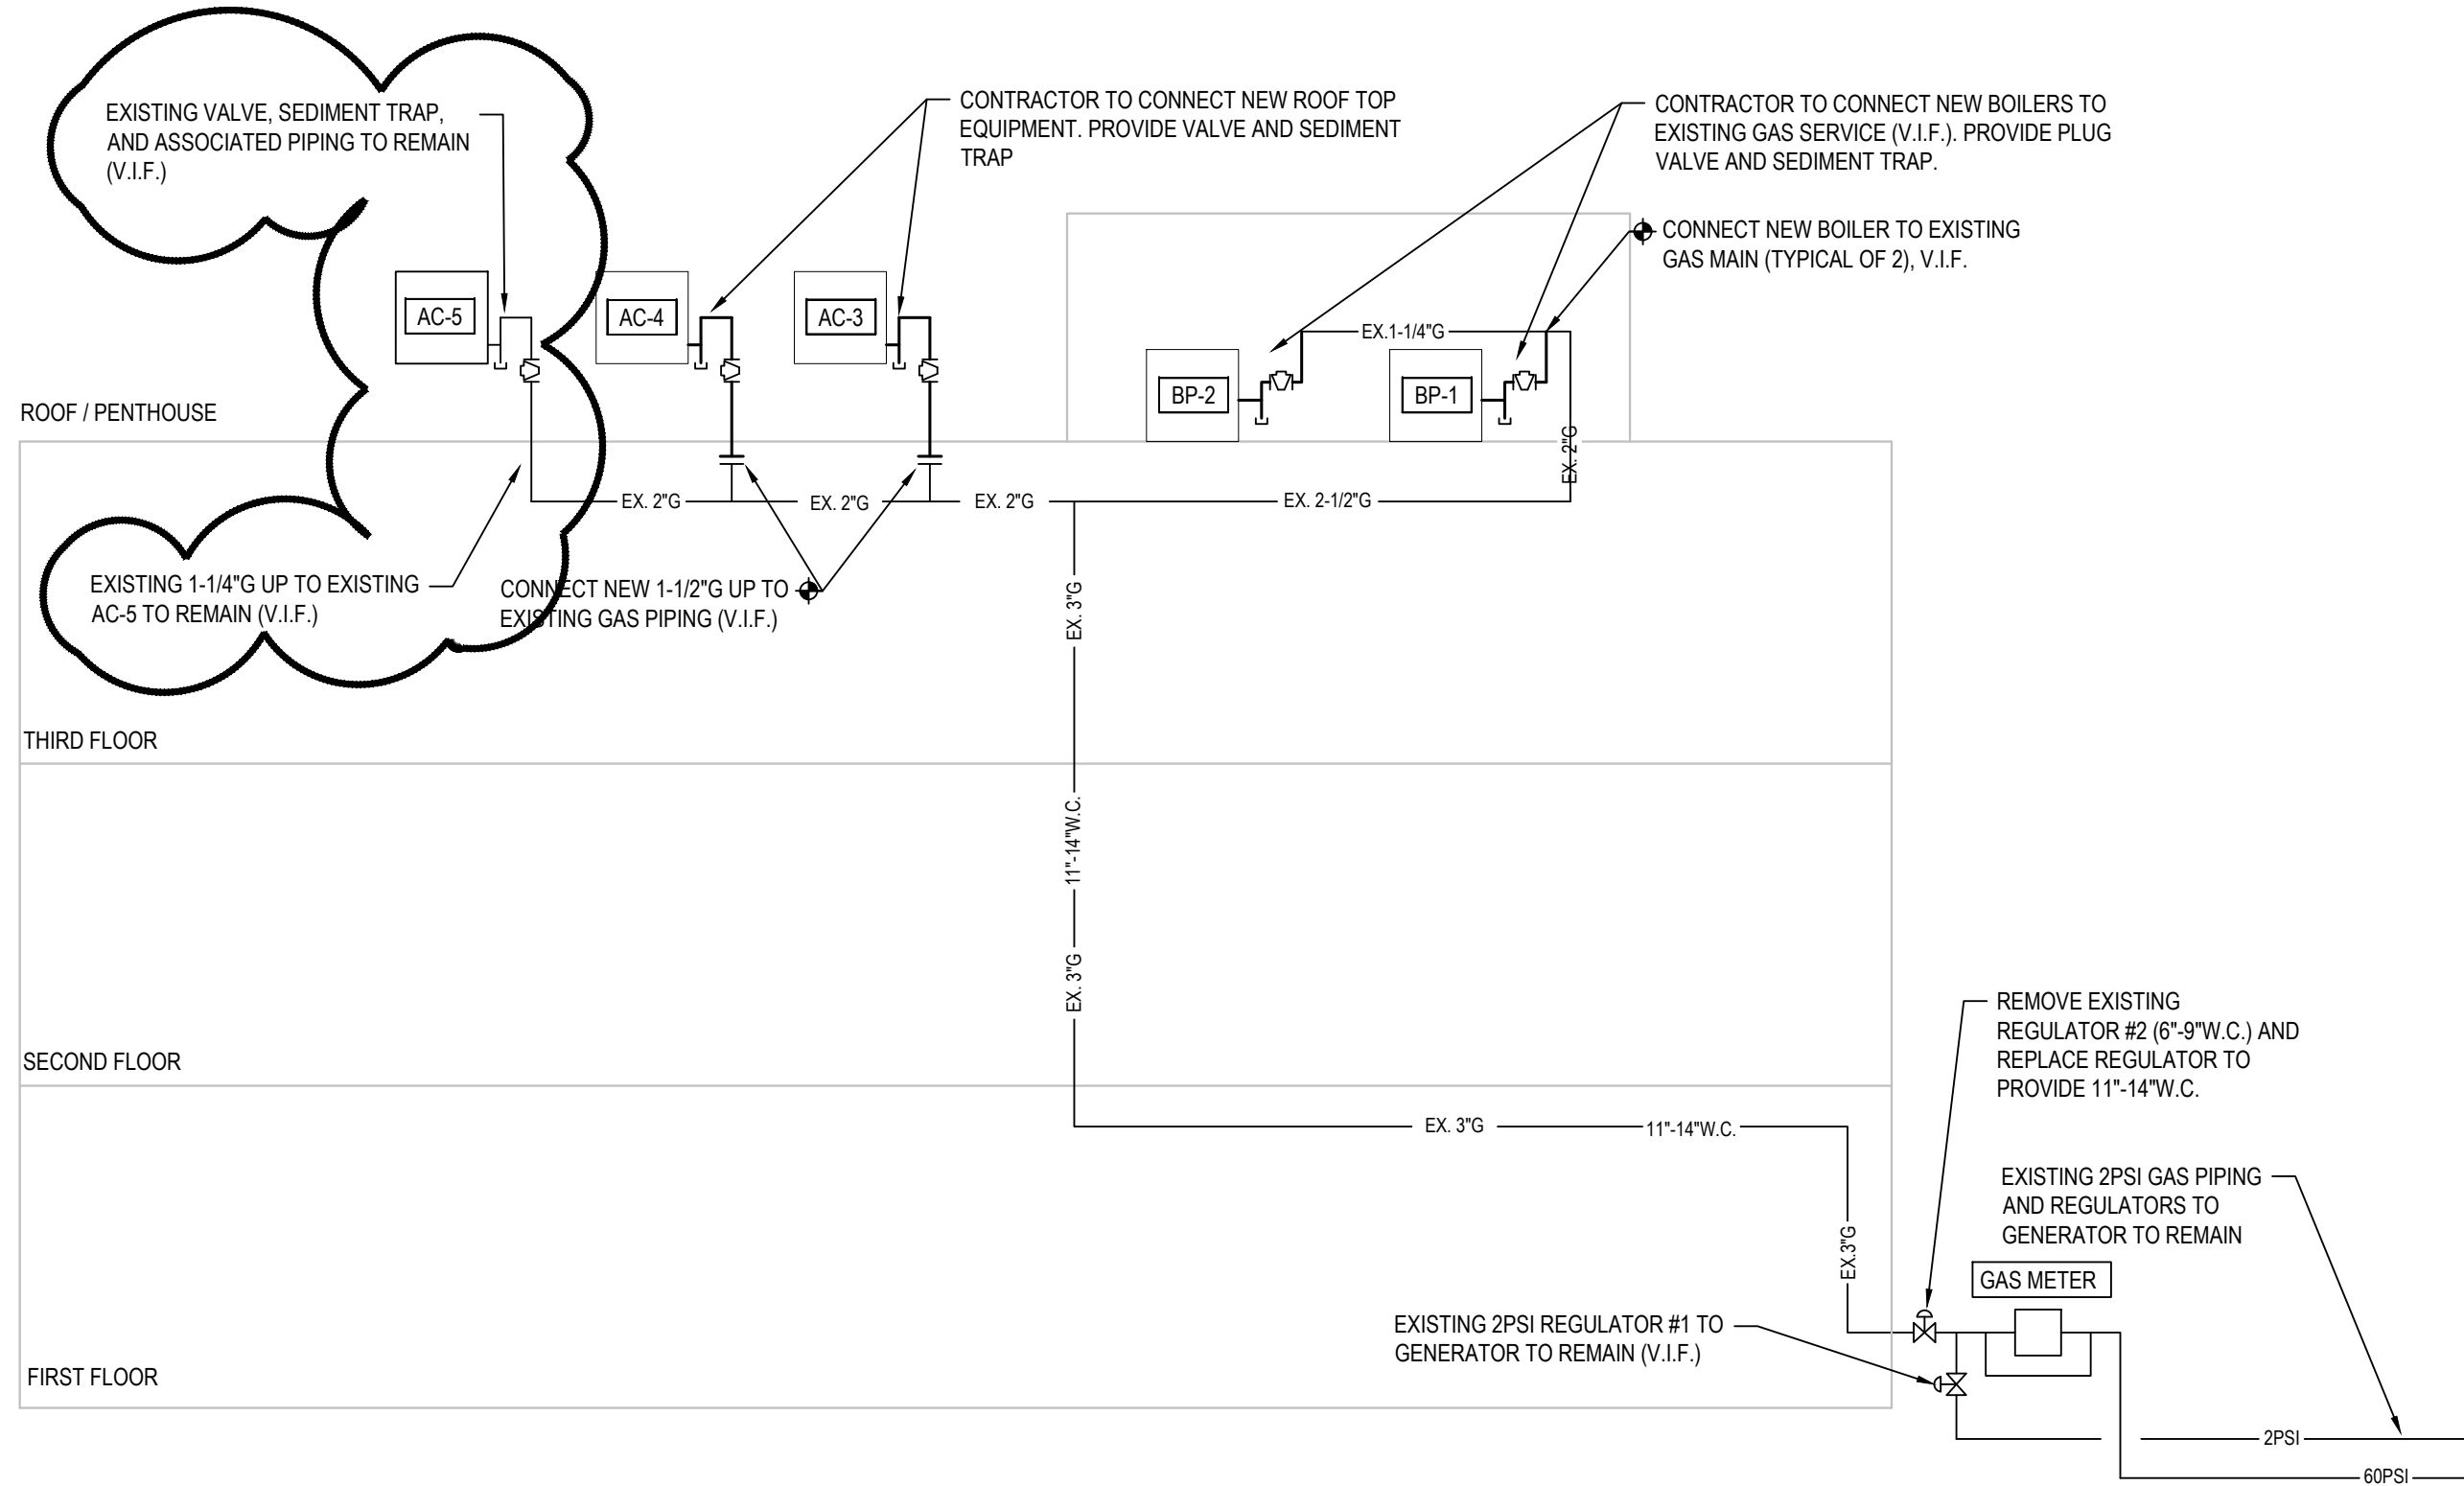 EXISTING VALVE, SEDIMENT TRAP,
AND ASSOCIATED PIPING TO REMAIN
(V.I.F.)
CONTRACTOR TO CONNECT NEW ROOF TOP
EQUIPMENT. PROVIDE VALVE AND SEDIMENT
TRAP
CONTRACTOR TO CONNECT NEW BOILERS TO
EXISTING GAS SERVICE (V.I.F.). PROVIDE PLUG
VALVE AND SEDIMENT TRAP.
CONNECT NEW BOILER TO EXISTING
GAS MAIN (TYPICAL OF 2), V.I.F.
AC-5
AC-4
AC-3
EX.1-1/4"G
BP-2
BP-1
ROOF / PENTHOUSE
EX. 2"G
EX. 2"G
EX. 2"G
EX. 2"G
EX. 2-1/2"G
EXISTING 1-1/4"G UP TO EXISTING
AC-5 TO REMAIN (V.I.F.)
CONNECT NEW 1-1/2"G UP TO
EXISTING GAS PIPING (V.I.F.)
EX. 3"G
THIRD FLOOR
11"-14"W.C.
EX. 3"G
SECOND FLOOR
REMOVE EXISTING
REGULATOR #2 (6"-9"W.C.) AND
REPLACE REGULATOR TO
PROVIDE 11"-14"W.C.
EX. 3"G
11"-14"W.C.
EXISTING 2PSI GAS PIPING
AND REGULATORS TO
GENERATOR TO REMAIN
EX.3"G
GAS METER
EXISTING 2PSI REGULATOR #1 TO
GENERATOR TO REMAIN (V.I.F.)
FIRST FLOOR
2PSI
60PSI